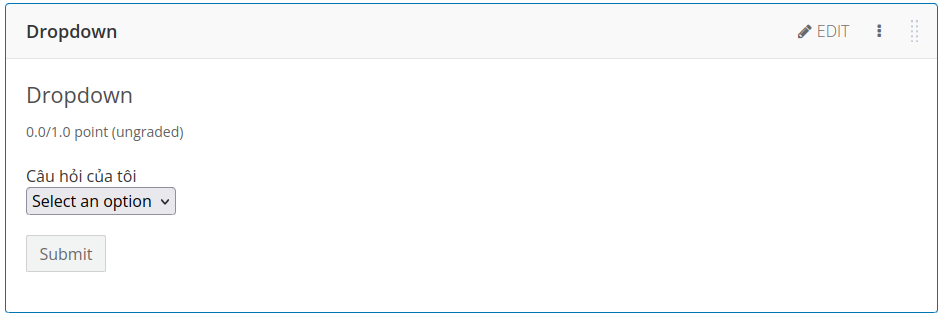 Dropdown
EDIT
Dropdown
0.0/1.0 point (ungraded)
Câu hỏi của tôi
Select an option
Submit